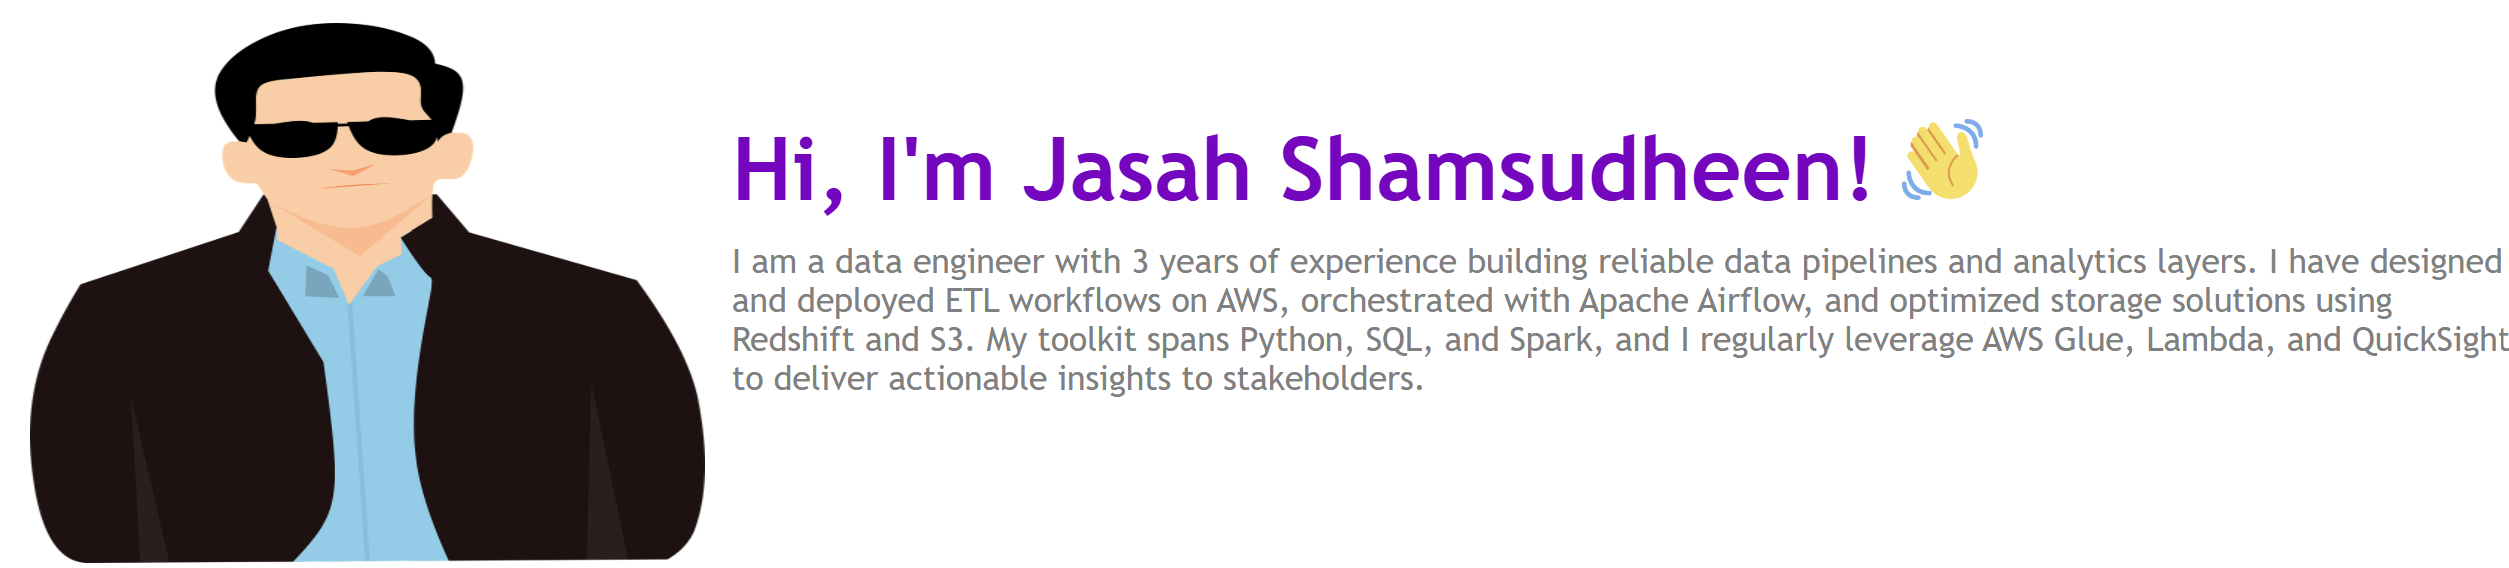 Hi, I'm Jasah Shamsudheen! 👋
I am a data engineer with 3 years of experience building reliable data pipelines and analytics layers. I have designed
and deployed ETL workflows on AWS, orchestrated with Apache Airflow, and optimized storage solutions using
Redshift and S3. My toolkit spans Python, SQL, and Spark, and I regularly leverage AWS Glue, Lambda, and QuickSight
to deliver actionable insights to stakeholders.